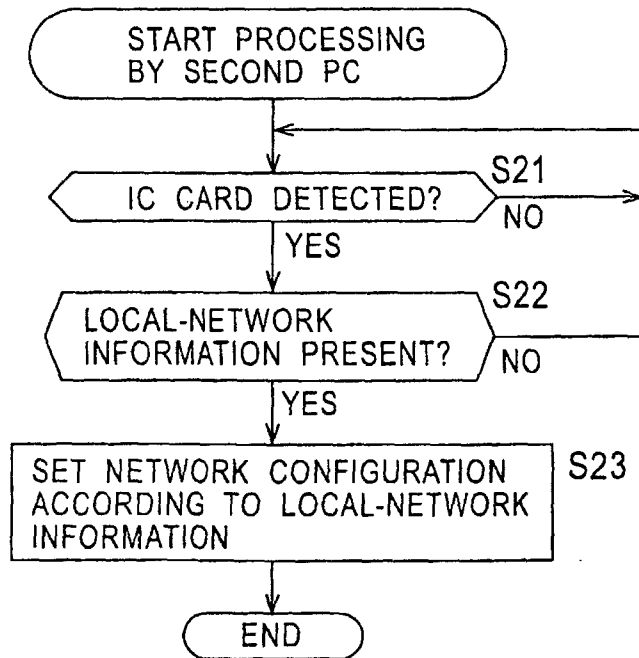 START PROCESSING
BY SECOND PC
S21
IC CARD DETECTED?
NO
YES
S22
LOCAL-NETWORK
INFORMATION PRESENT?
NO
YES
S23
SET NETWORK CONFIGURATION
ACCORDING TO LOCAL-NETWORK
INFORMATION
END